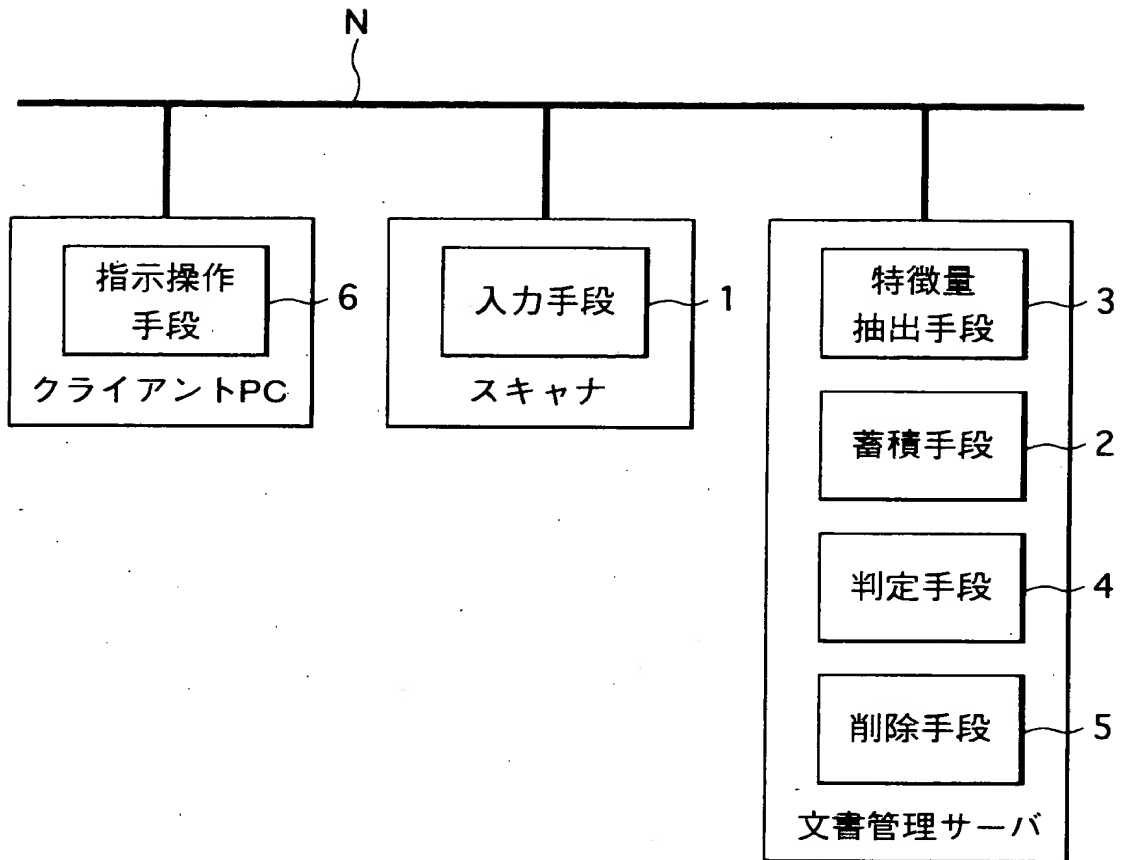 N
指示操作
手段
6
クライアントPC
入力手段
1
スキャナ
特徴量
抽出手段
3
蓄積手段
2
判定手段
4
削除手段
5
文書管理サーバ